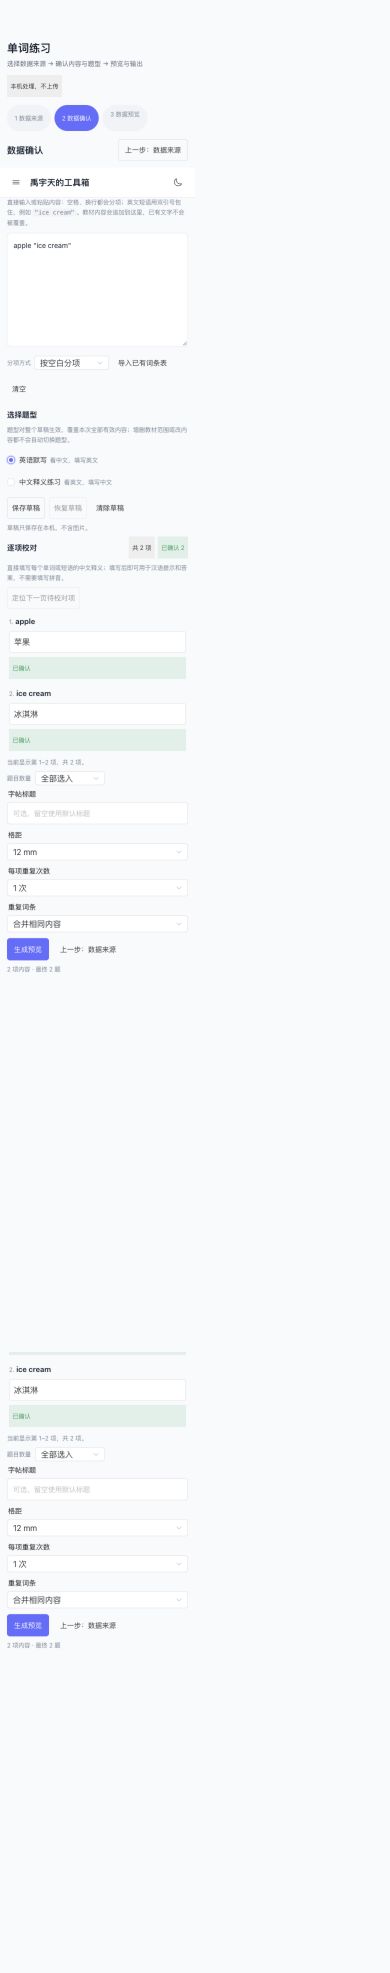 单词练习
选择数据来源 → 确认内容与题型 → 预览与输出
本机处理，不上传
1 数据来源
2 数据确认
3 数据预览
数据确认
上一步：数据来源
禹宇天的工具箱
直接输入或粘贴内容：空格、换行都会分项；英文短语用双引号包
住，例如 "ice cream" 。教材内容会追加到这里，已有文字不会
被覆盖。
apple "ice cream"
分项方式
按空白分项
导入已有词条表
清空
选择题型
题型对整个草稿生效，覆盖本次全部有效内容；增删教材范围或改内
容都不会自动切换题型。
英语默写 看中文，填写英文
中文释义练习 看英文，填写中文
保存草稿
恢复草稿
清除草稿
草稿只保存在本机，不含图片。
逐项校对
共 2 项
已确认 2
直接填写每个单词或短语的中文释义；填写后即可用于汉语提示和答
案，不需要填写拼音。
定位下一页待校对项
1. apple
苹果
已确认
2. ice cream
冰淇淋
已确认
当前显示第 1–2 项，共 2 项。
题目数量
全部选入
字帖标题
可选，留空使用默认标题
格距
12 mm
每项重复次数
1 次
重复词条
合并相同内容
生成预览
上一步：数据来源
2 项内容 · 最终 2 题
2. ice cream
冰淇淋
已确认
当前显示第 1–2 项，共 2 项。
题目数量
全部选入
字帖标题
可选，留空使用默认标题
格距
12 mm
每项重复次数
1 次
重复词条
合并相同内容
生成预览
上一步：数据来源
2 项内容 · 最终 2 题